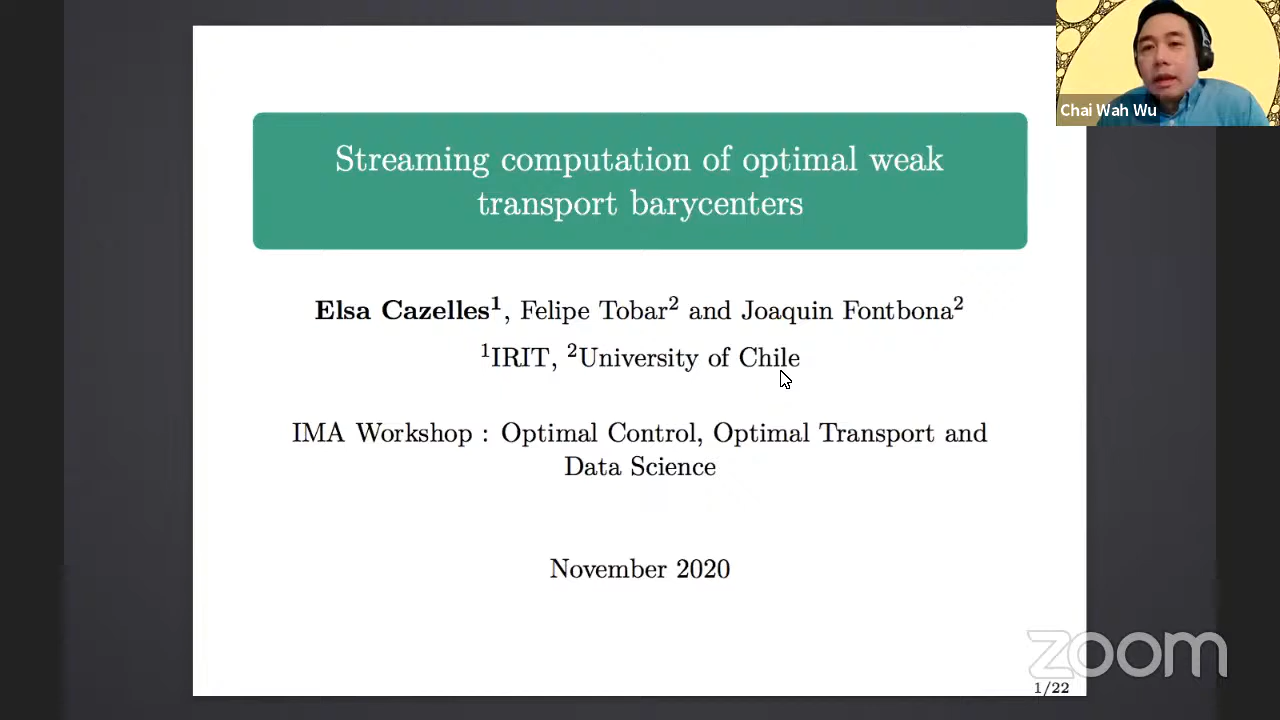 Chai Wah Wu
Streaming computation of optimal weak
transport barycenters
Elsa Cazelles¹, Felipe Tobar² and Joaquin Fontbona²
¹IRIT, ²University of Chile
IMA Workshop : Optimal Control, Optimal Transport and
Data Science
November 2020
zoom
1/22